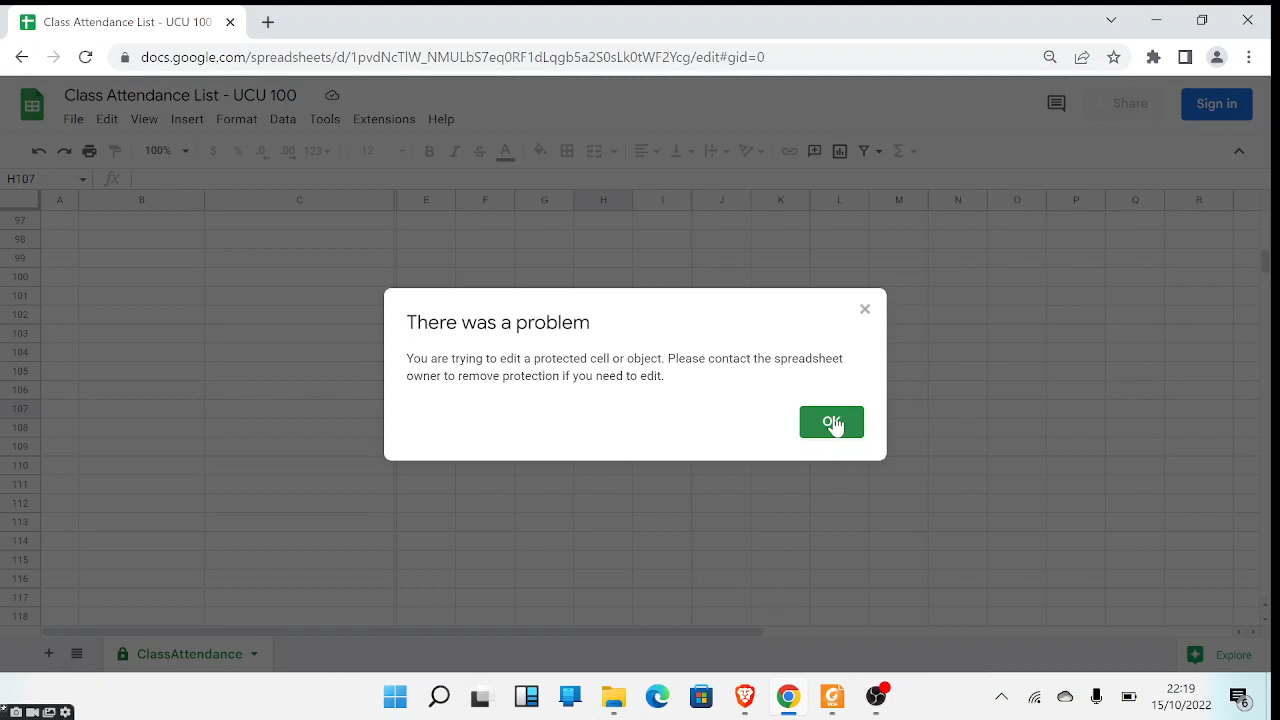 Class Attendance List - UCU 100
docs.google.com/spreadsheets/d/1pvdNcTlW_NMULbS7eq0RF1dLqgb5a2S0sLk0tWF2Ycg/edit#gid=0
Class Attendance List - UCU 100
Share
Sign in
File Edit View Insert Format Data Tools Extensions Help
100% $ % .0 .00 123 12 B I S A Σ
H107 fx
A B C E F G H I J K L M N O P Q R
97
98
99
100
101
102
103
104
105
106
107
108
109
110
111
112
113
114
115
116
117
118
There was a problem
You are trying to edit a protected cell or object. Please contact the spreadsheet
owner to remove protection if you need to edit.
OK
ClassAttendance
Explore
22:19
15/10/2022
6